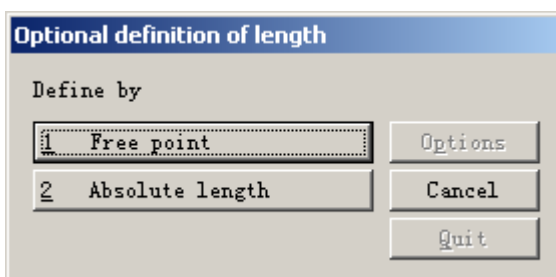 Optional definition of length
Define by
1 Free point
Options
2 Absolute length
Cancel
Quit